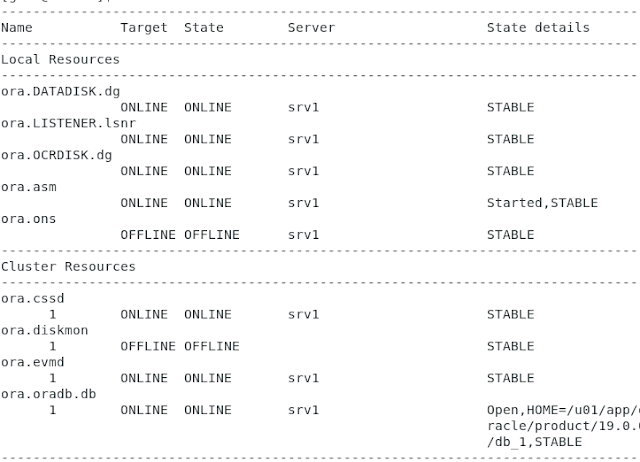 Name Target State Server State details
Local Resources
ora.DATADISK.dg
ONLINE ONLINE srv1 STABLE
ora.LISTENER.lsnr
ONLINE ONLINE srv1 STABLE
ora.OCRDISK.dg
ONLINE ONLINE srv1 STABLE
ora.asm
ONLINE ONLINE srv1 Started,STABLE
ora.ons
OFFLINE OFFLINE srv1 STABLE
Cluster Resources
ora.cssd
1 ONLINE ONLINE srv1 STABLE
ora.diskmon
1 OFFLINE OFFLINE STABLE
ora.evmd
1 ONLINE ONLINE srv1 STABLE
ora.oradb.db
1 ONLINE ONLINE srv1 Open,HOME=/u01/app/
racle/product/19.0.
/db_1,STABLE